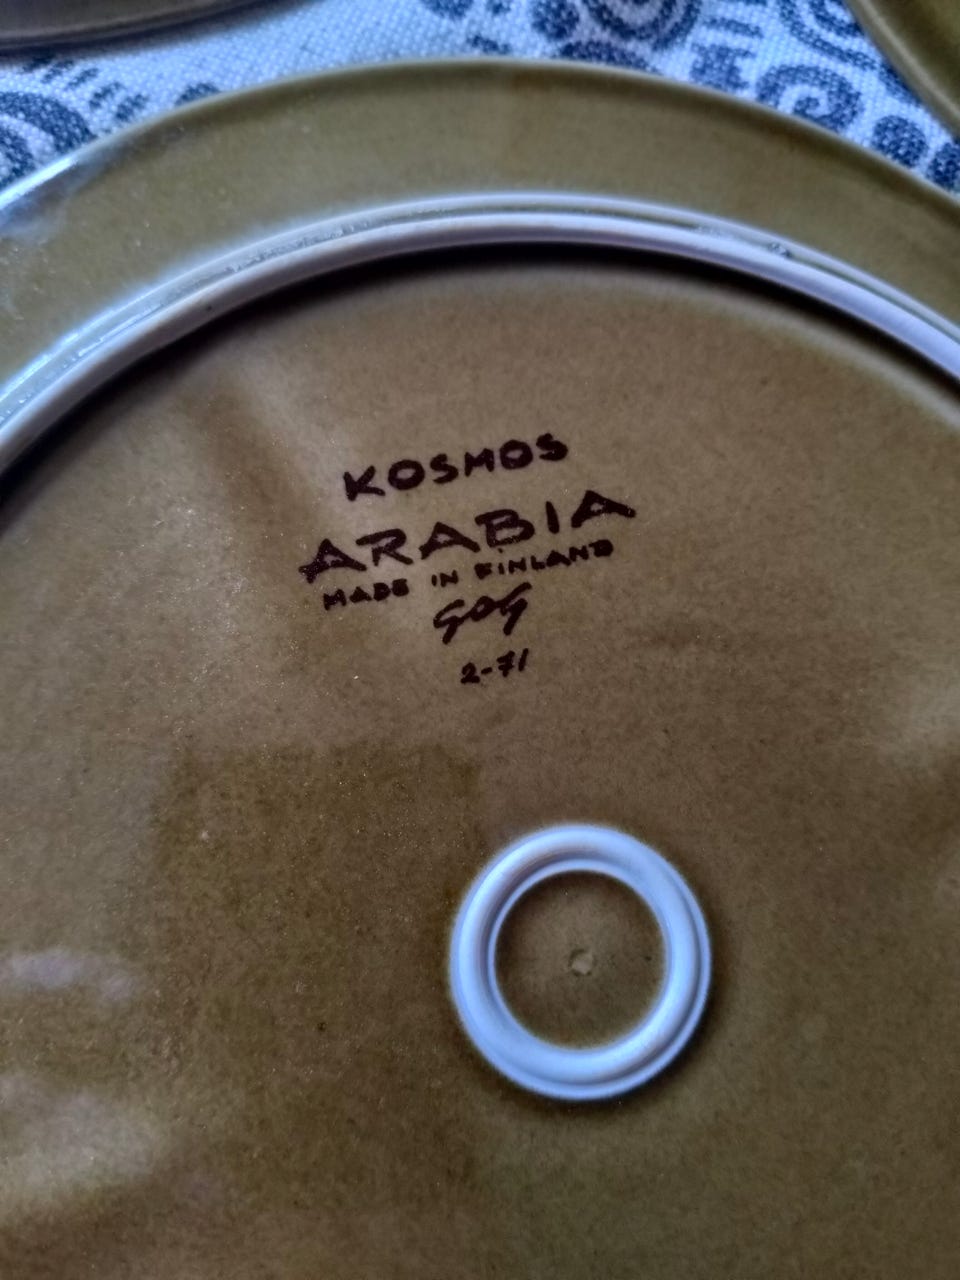 KOSMOS
ARABIA
MADE IN FINLAND
GOG
2-71